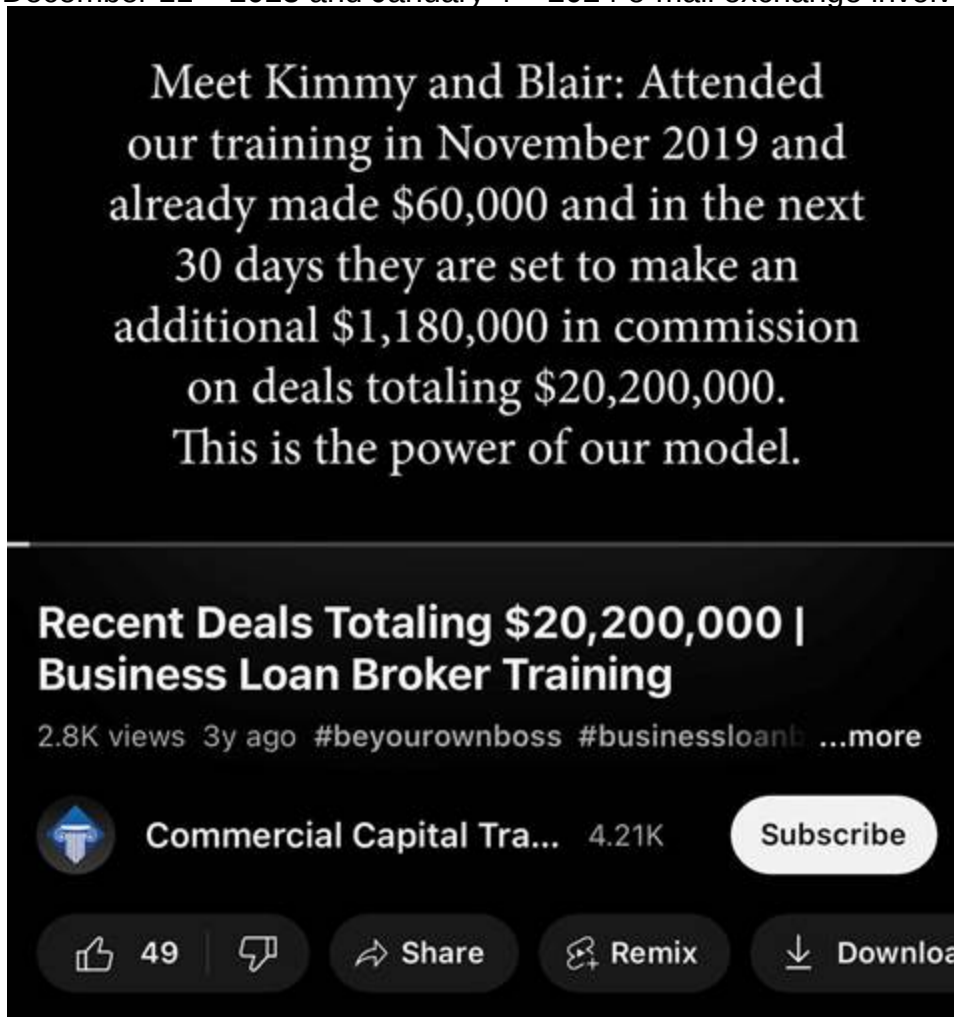 Meet Kimmy and Blair: Attended
our training in November 2019 and
already made $60,000 and in the next
30 days they are set to make an
additional $1,180,000 in commission
on deals totaling $20,200,000.
This is the power of our model.
Recent Deals Totaling $20,200,000 |
Business Loan Broker Training
2.8K views 3y ago #beyourownboss #businessloanb ...more
Commercial Capital Tra... 4.21K Subscribe
49 Share Remix Downloa